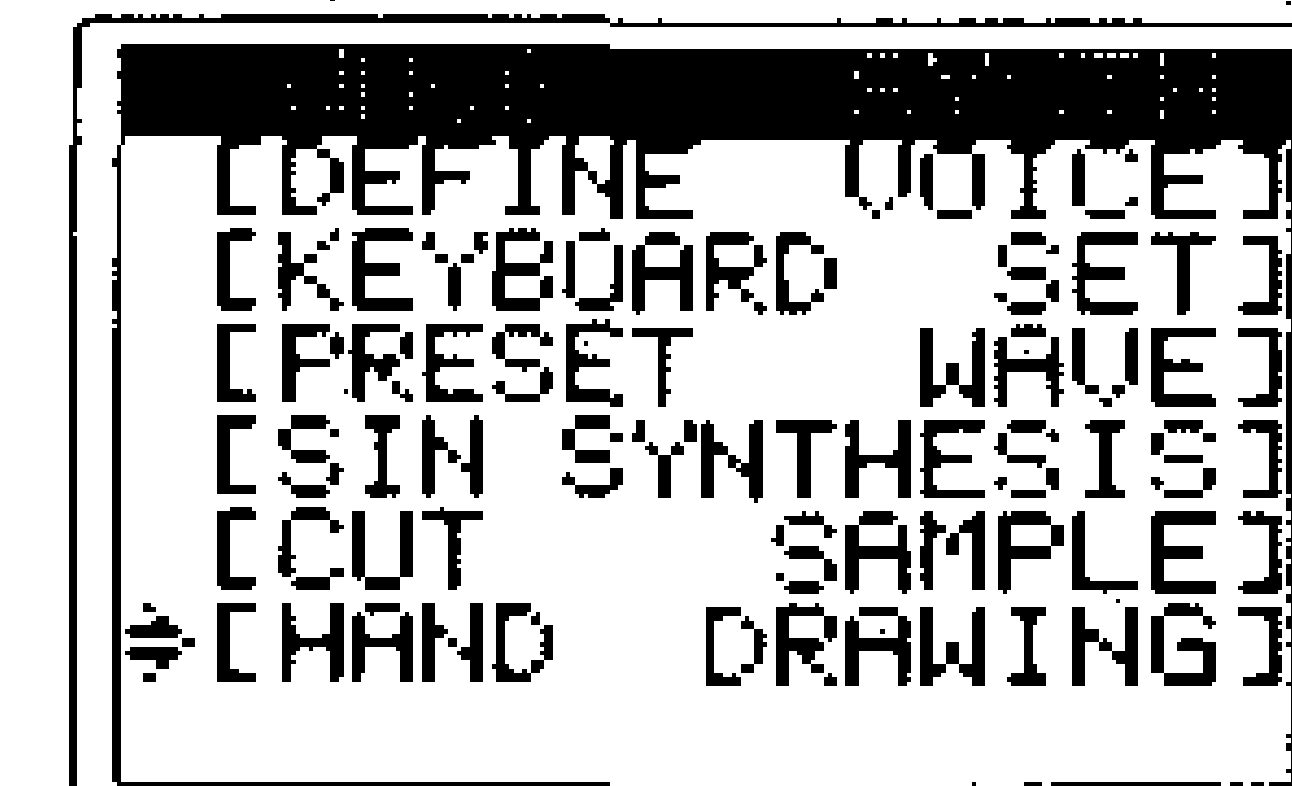 [DEFINE VOICE]
[KEYBOARD SET]
[PRESET WAVE]
[SIN SYNTHESIS]
[CUT SAMPLE]
[HAND DRAWING]